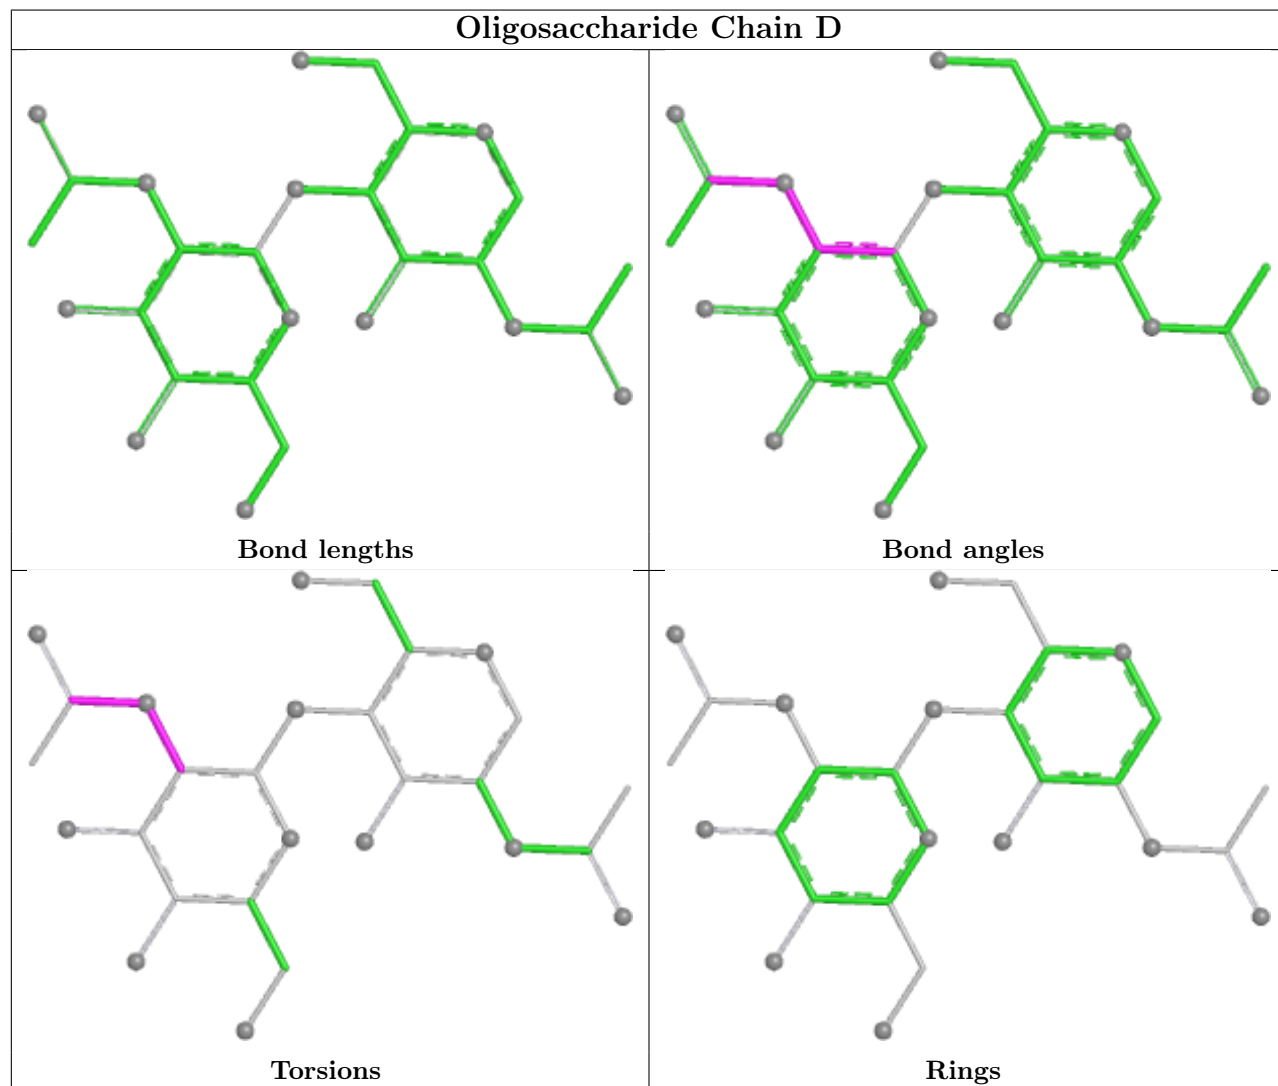 Oligosaccharide Chain D
Bond lengths
Bond angles
Torsions
Rings